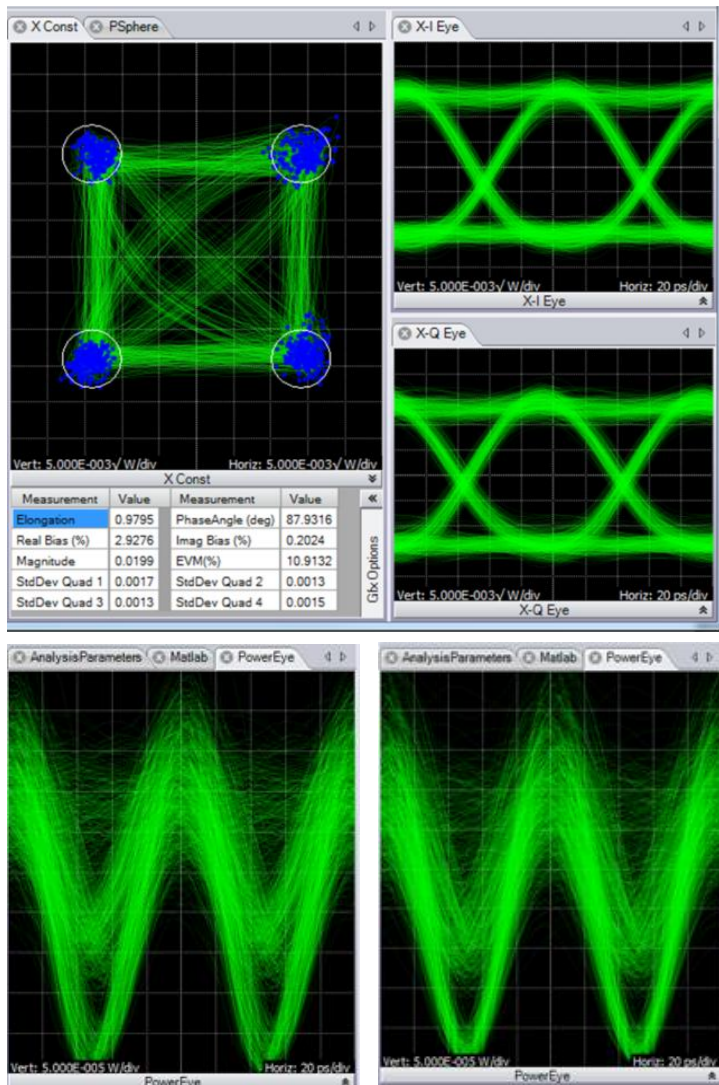 X Const PSphere
Vert: 5.000E-003√ W/div Horiz: 5.000E-003√ W/div
X Const
Measurement Value Measurement Value
Elongation 0.9795 PhaseAngle (deg) 87.9316
Real Bias (%) 2.9276 Imag Bias (%) 0.2024
Magnitude 0.0199 EVM(%) 10.9132
StdDev Quad 1 0.0017 StdDev Quad 2 0.0013
StdDev Quad 3 0.0013 StdDev Quad 4 0.0015
Gfx Options
X-I Eye
Vert: 5.000E-003√ W/div Horiz: 20 ps/div
X-I Eye
X-Q Eye
Vert: 5.000E-003√ W/div Horiz: 20 ps/div
X-Q Eye
AnalysisParameters Matlab PowerEye
Vert: 5.000E-005 W/div Horiz: 20 ps/div
PowerEye
AnalysisParameters Matlab PowerEye
Vert: 5.000E-005 W/div Horiz: 20 ps/div
PowerEye